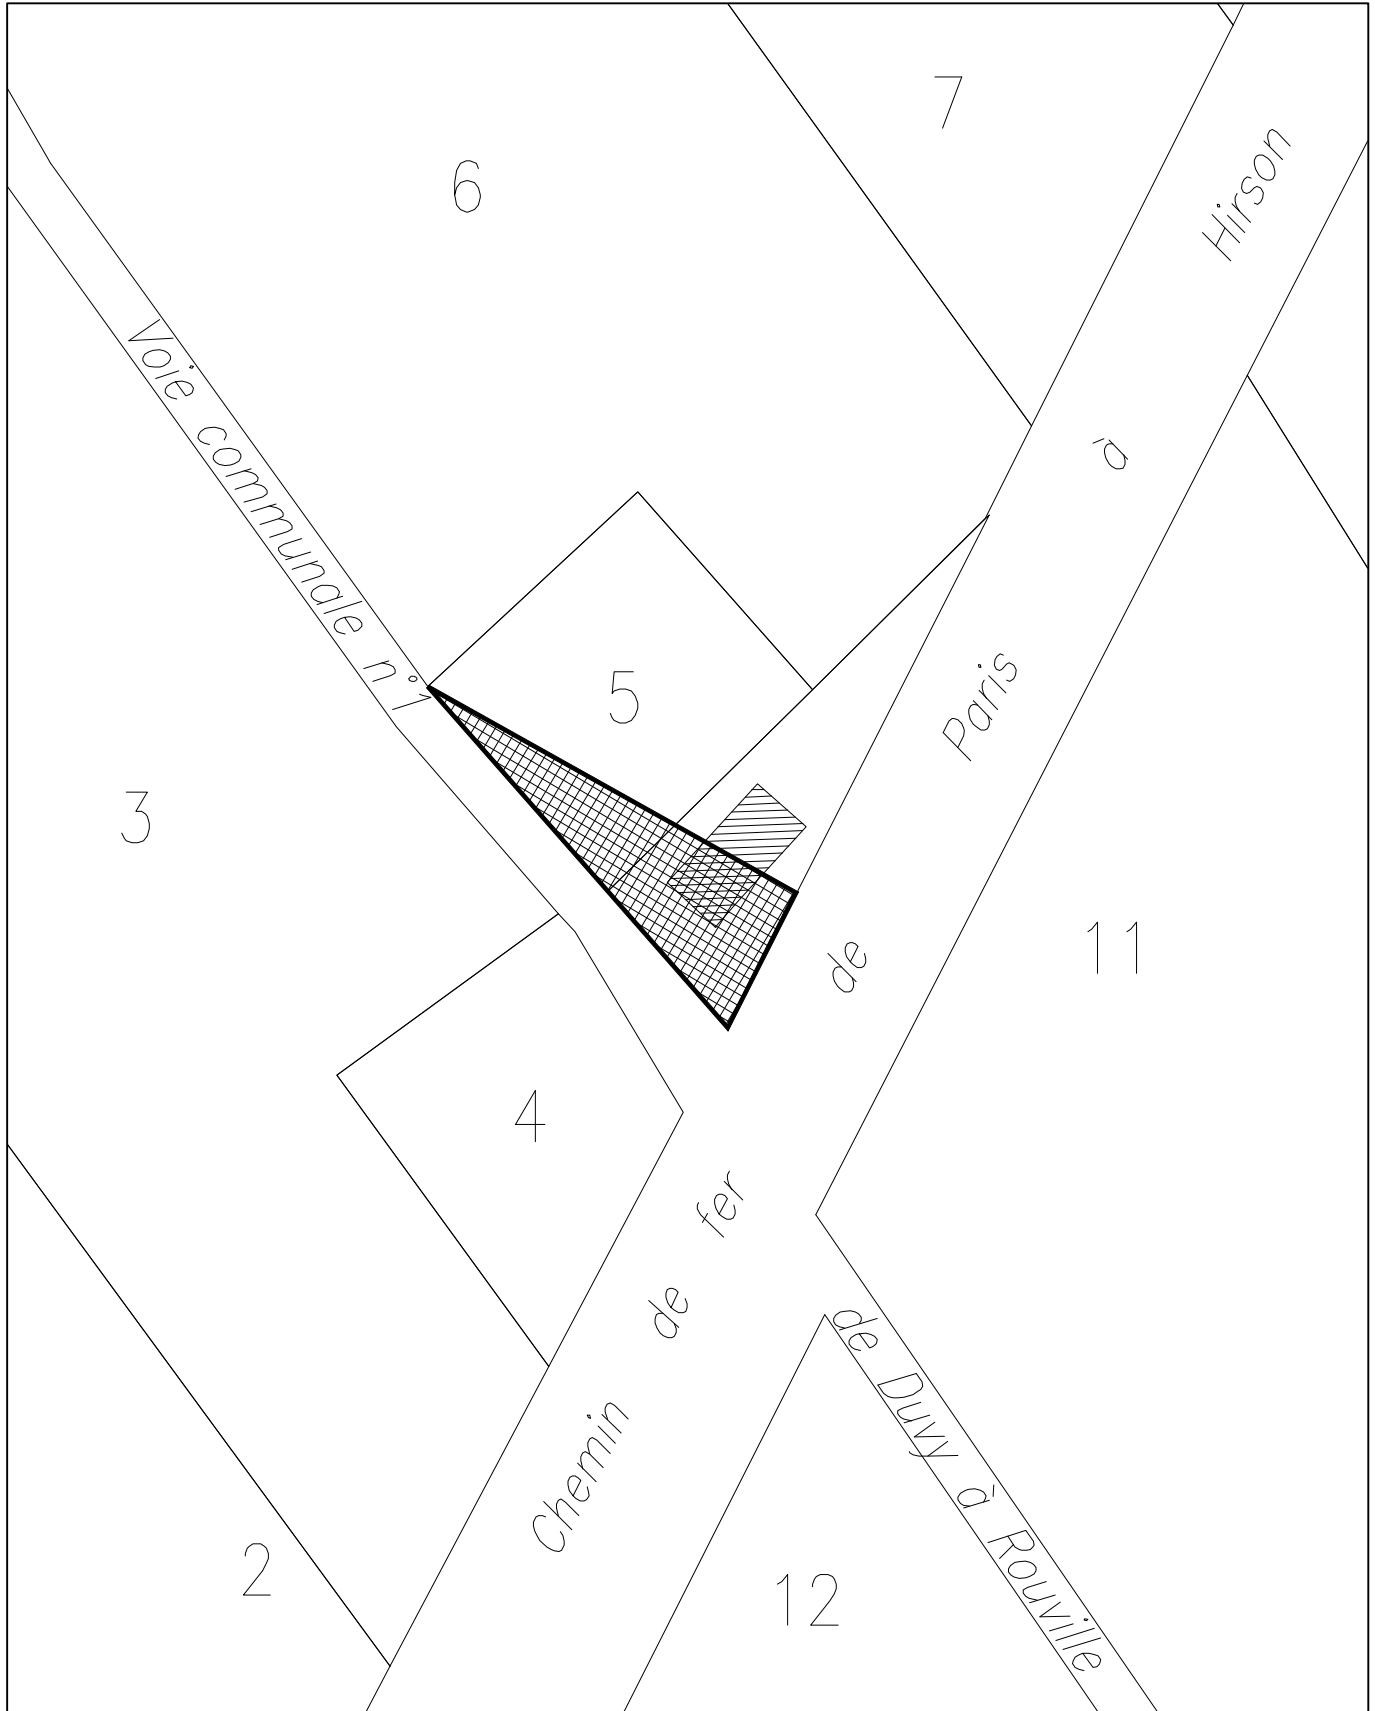 7
6
Hirson
à
Voie communale n°1
Paris
5
3
de
11
4
fer
de
de Duvy à Rouville
Chemin
2
12